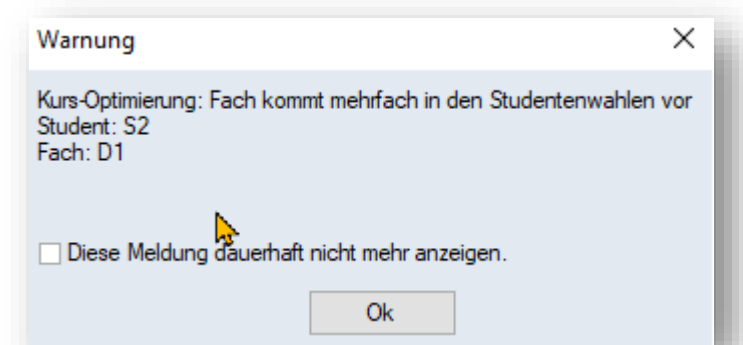 Warnung
Kurs-Optimierung: Fach kommt mehrfach in den Studentenwahlen vor
Student: S2
Fach: D1
Diese Meldung dauerhaft nicht mehr anzeigen.
Ok